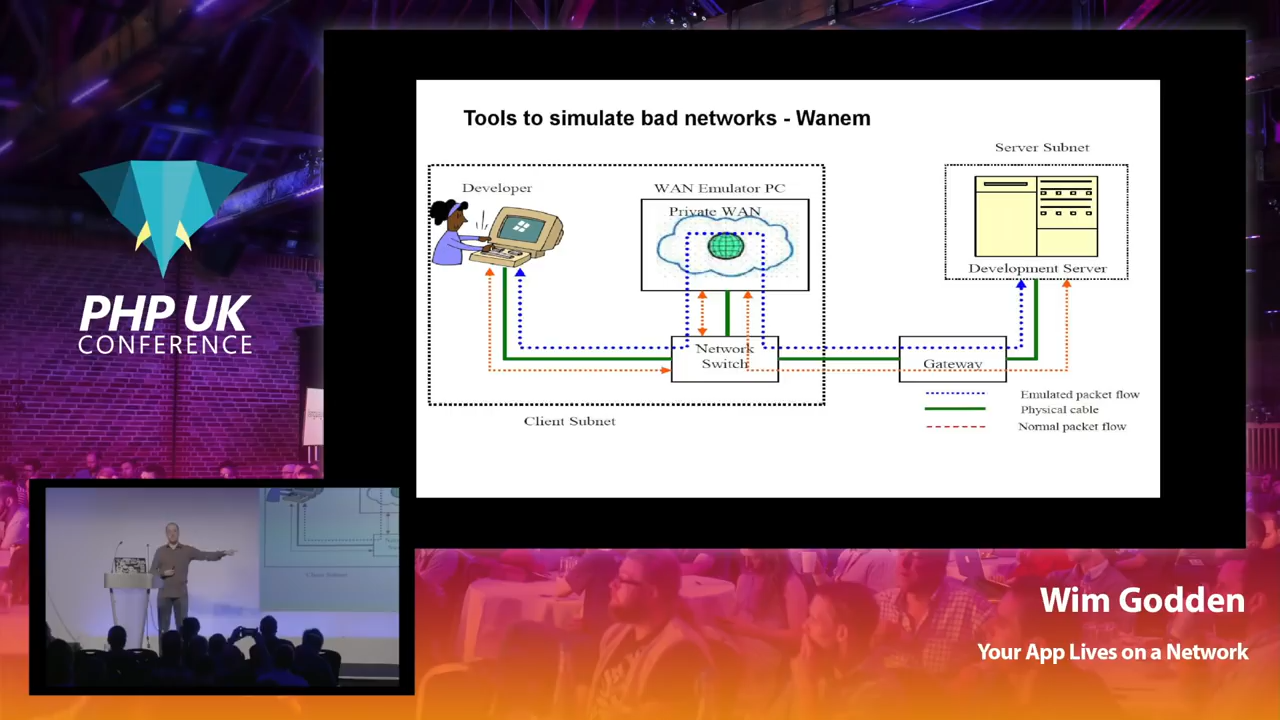 PHP UK
CONFERENCE
Tools to simulate bad networks - Wanem
Server Subnet
Developer
WAN Emulator PC
Private WAN
Development Server
Network
Switch
Gateway
Emulated packet flow
Physical cable
Normal packet flow
Client Subnet
Client Subnet
Wim Godden
Your App Lives on a Network